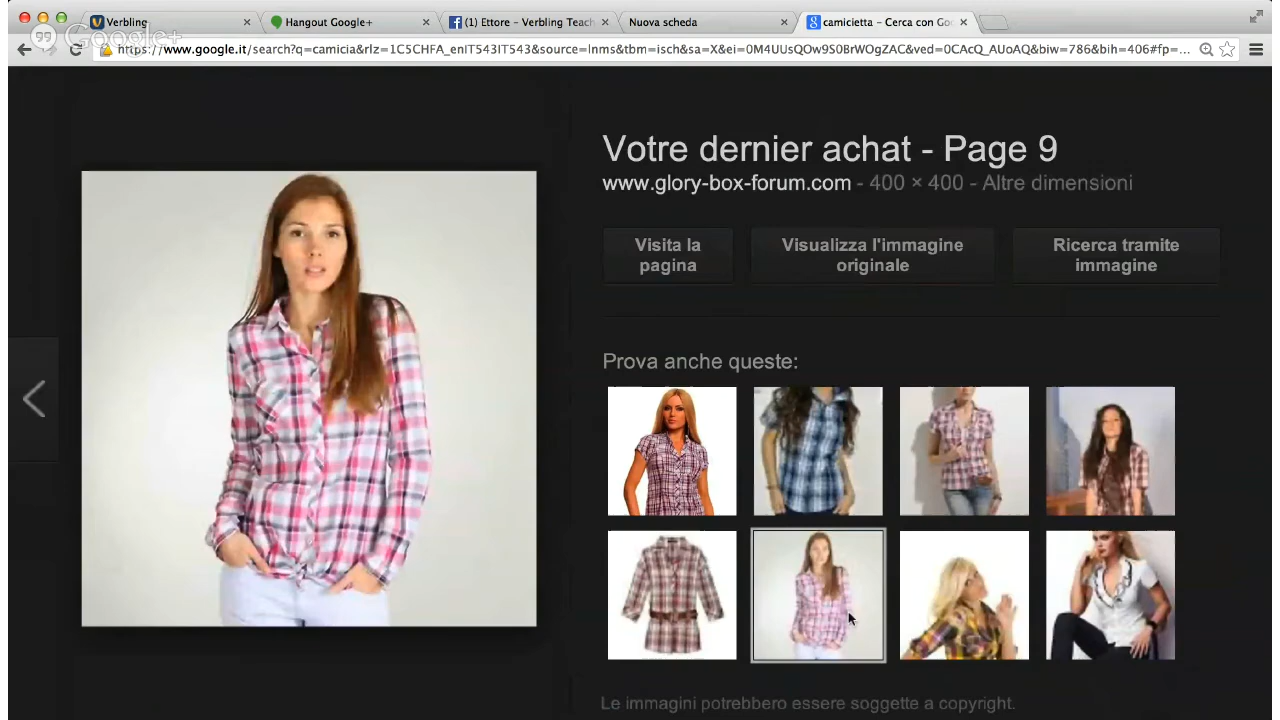 Verbling
Hangout Google+
(1) Ettore – Verbling Teach
Nuova scheda
camicietta – Cerca con Go
Google+
https://www.google.it/search?q=camicia&rlz=1C5CHFA_enIT543IT543&source=lnms&tbm=isch&sa=X&ei=0M4UUsQOw9S0BrWOgZAC&ved=0CAcQ_AUoAQ&biw=786&bih=406#fp=...
Votre dernier achat - Page 9
www.glory-box-forum.com - 400 × 400 - Altre dimensioni
Visita la
pagina
Visualizza l'immagine
originale
Ricerca tramite
immagine
Prova anche queste:
Le immagini potrebbero essere soggette a copyright.